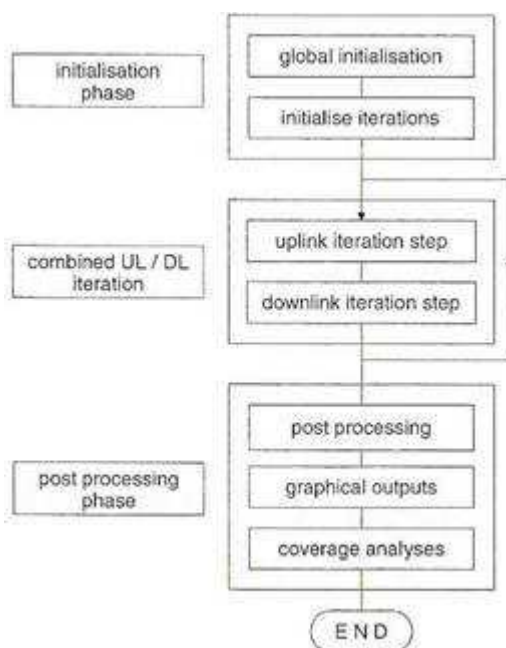 initialisation
phase
global initialisation
initialise iterations
combined UL / DL
iteration
uplink iteration step
downlink iteration step
post processing
phase
post processing
graphical outputs
coverage analyses
END